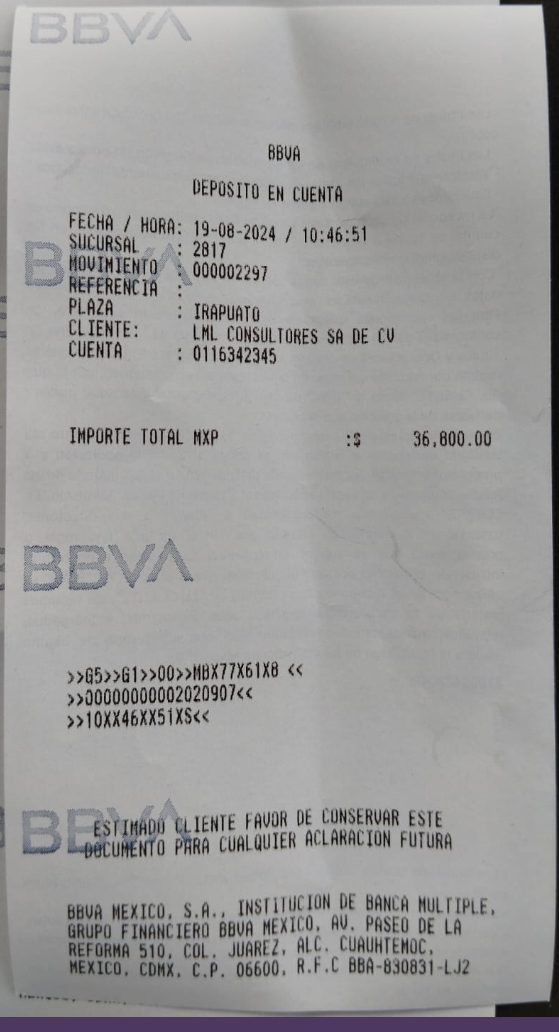 BBVA
BBVA
DEPOSITO EN CUENTA
FECHA / HORA: 19-08-2024 / 10:46:51
SUCURSAL : 2817
BBVA
MOVIMIENTO : 000002297
REFERENCIA :
PLAZA : IRAPUATO
CLIENTE: LML CONSULTORES SA DE CV
CUENTA : 0116342345
IMPORTE TOTAL MXP :$ 36,800.00
BBVA
>>G5>>G1>>00>>MBX77X61X8 <<
>>00000000002020907<<
>>10XX46XX51XS<<
BBVA
ESTIMADO CLIENTE FAVOR DE CONSERVAR ESTE
DOCUMENTO PARA CUALQUIER ACLARACION FUTURA
BBVA MEXICO, S.A., INSTITUCION DE BANCA MULTIPLE,
GRUPO FINANCIERO BBVA MEXICO, AV. PASEO DE LA
REFORMA 510, COL. JUAREZ, ALC. CUAUHTEMOC,
MEXICO, CDMX, C.P. 06600, R.F.C BBA-830831-LJ2